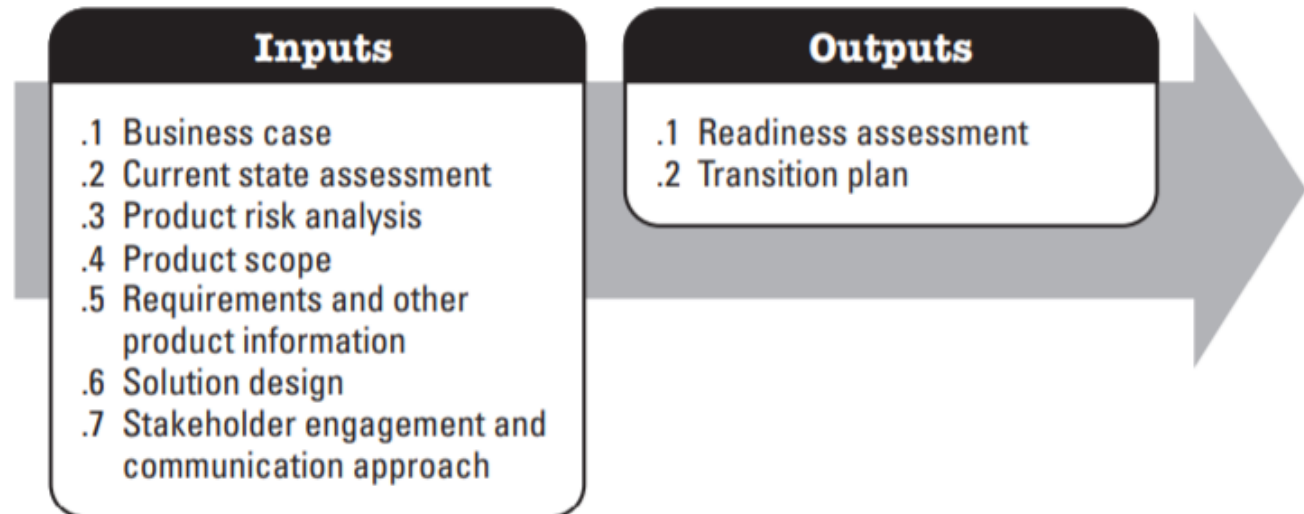 Inputs
.1 Business case
.2 Current state assessment
.3 Product risk analysis
.4 Product scope
.5 Requirements and other
product information
.6 Solution design
.7 Stakeholder engagement and
communication approach
Outputs
.1 Readiness assessment
.2 Transition plan